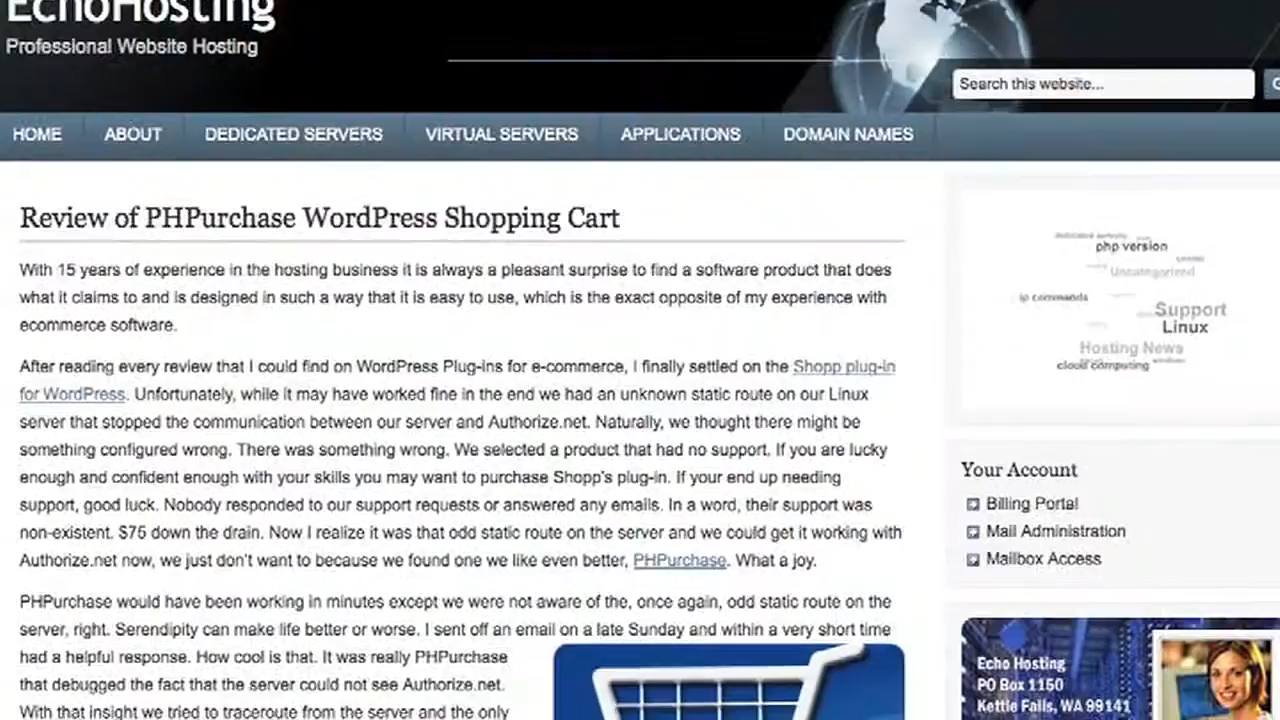 EchoHosting
Professional Website Hosting
Search this website...
HOME ABOUT DEDICATED SERVERS VIRTUAL SERVERS APPLICATIONS DOMAIN NAMES
Review of PHPurchase WordPress Shopping Cart
With 15 years of experience in the hosting business it is always a pleasant surprise to find a software product that does
what it claims to and is designed in such a way that it is easy to use, which is the exact opposite of my experience with
ecommerce software.
After reading every review that I could find on WordPress Plug-ins for e-commerce, I finally settled on the Shopp plug-in
for WordPress. Unfortunately, while it may have worked fine in the end we had an unknown static route on our Linux
server that stopped the communication between our server and Authorize.net. Naturally, we thought there might be
something configured wrong. There was something wrong. We selected a product that had no support. If you are lucky
enough and confident enough with your skills you may want to purchase Shopp's plug-in. If your end up needing
support, good luck. Nobody responded to our support requests or answered any emails. In a word, their support was
non-existent. $75 down the drain. Now I realize it was that odd static route on the server and we could get it working with
Authorize.net now, we just don't want to because we found one we like even better, PHPurchase. What a joy.
PHPurchase would have been working in minutes except we were not aware of the, once again, odd static route on the
server, right. Serendipity can make life better or worse. I sent off an email on a late Sunday and within a very short time
had a helpful response. How cool is that. It was really PHPurchase
that debugged the fact that the server could not see Authorize.net.
With that insight we tried to traceroute from the server and the only
php version
Uncategorized
ip commands
Support
Linux
Hosting News
cloud computing
Your Account
Billing Portal
Mail Administration
Mailbox Access
Echo Hosting
PO Box 1150
Kettle Falls, WA 99141